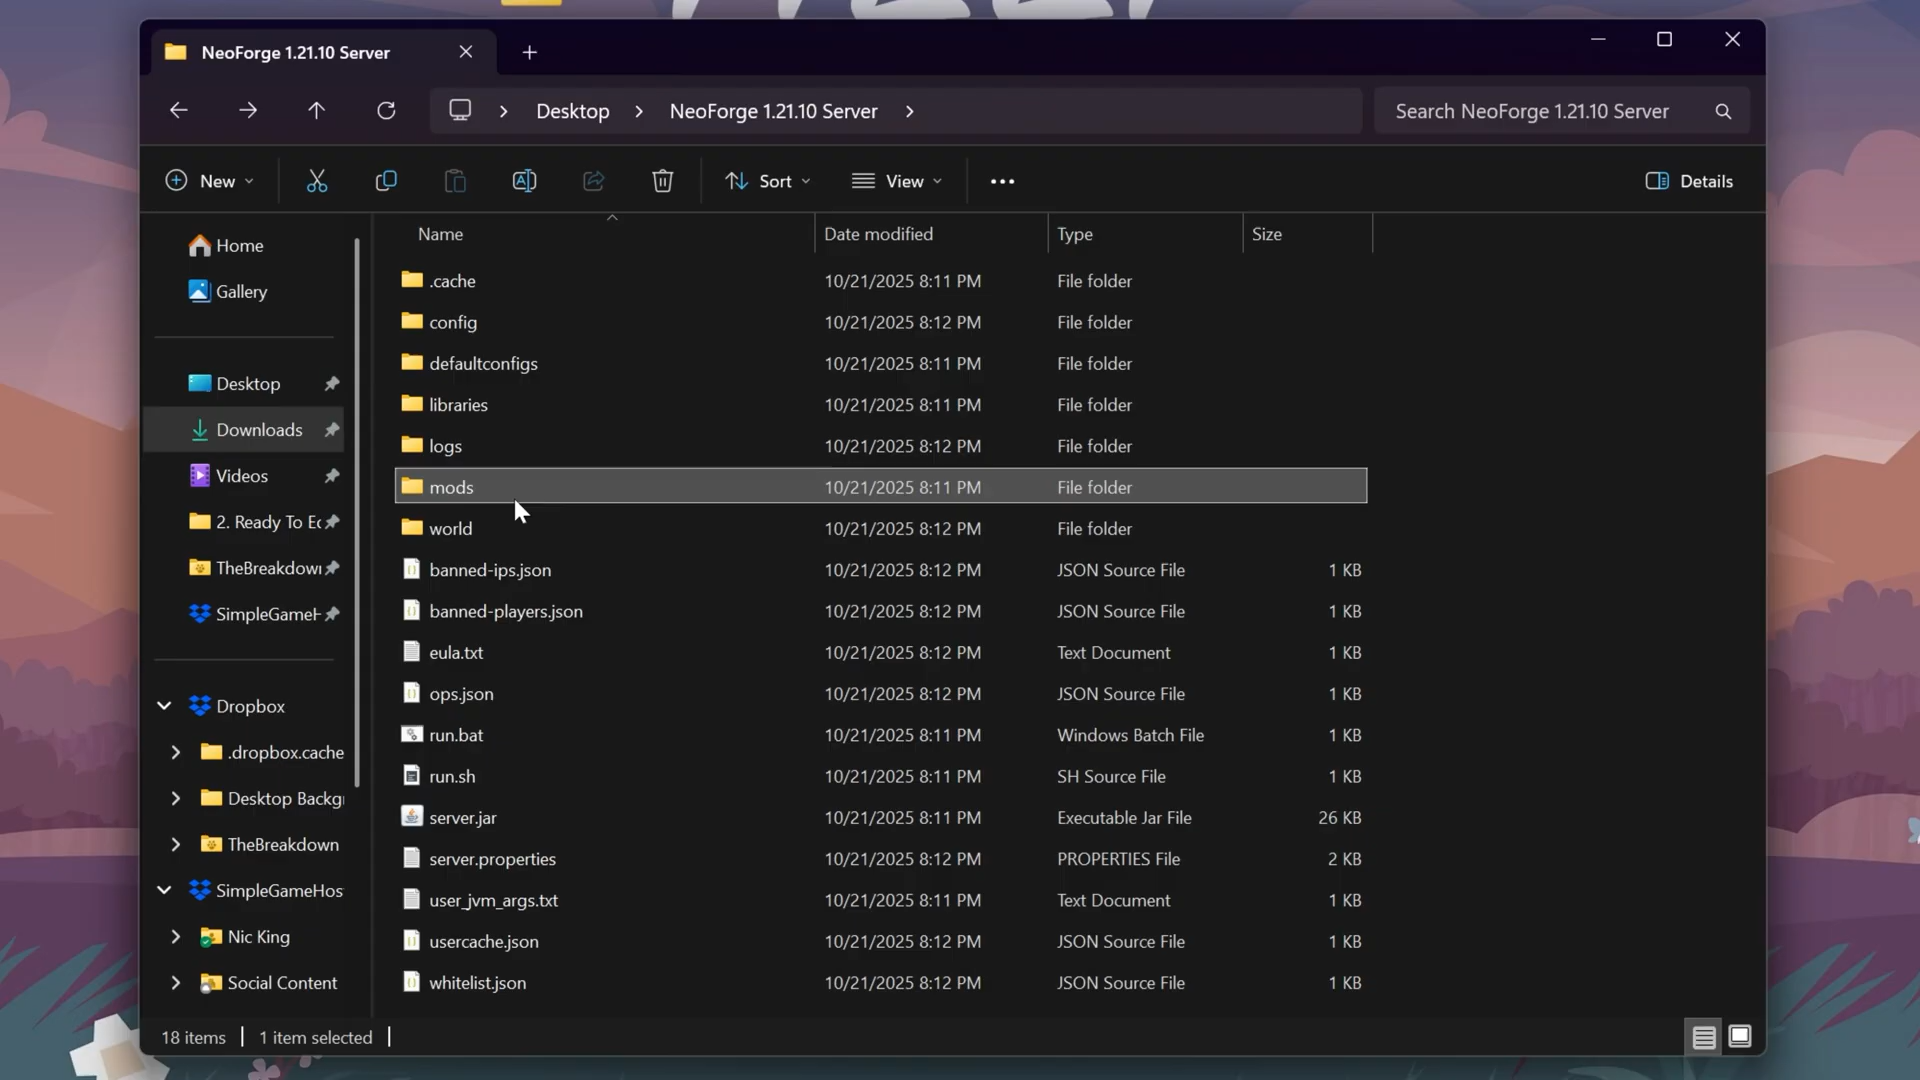 NeoForge 1.21.10 Server
Desktop
NeoForge 1.21.10 Server
Search NeoForge 1.21.10 Server
New
Sort
View
Details
Name
Date modified
Type
Size
Home
Gallery
Desktop
Downloads
Videos
2. Ready To Ec
TheBreakdow
SimpleGameH
Dropbox
.dropbox.cache
Desktop Backg
TheBreakdown
SimpleGameHos
Nic King
Social Content
.cache 10/21/2025 8:11 PM File folder
config 10/21/2025 8:12 PM File folder
defaultconfigs 10/21/2025 8:11 PM File folder
libraries 10/21/2025 8:11 PM File folder
logs 10/21/2025 8:12 PM File folder
mods 10/21/2025 8:11 PM File folder
world 10/21/2025 8:12 PM File folder
banned-ips.json 10/21/2025 8:12 PM JSON Source File 1 KB
banned-players.json 10/21/2025 8:12 PM JSON Source File 1 KB
eula.txt 10/21/2025 8:12 PM Text Document 1 KB
ops.json 10/21/2025 8:12 PM JSON Source File 1 KB
run.bat 10/21/2025 8:11 PM Windows Batch File 1 KB
run.sh 10/21/2025 8:11 PM SH Source File 1 KB
server.jar 10/21/2025 8:11 PM Executable Jar File 26 KB
server.properties 10/21/2025 8:12 PM PROPERTIES File 2 KB
user_jvm_args.txt 10/21/2025 8:11 PM Text Document 1 KB
usercache.json 10/21/2025 8:12 PM JSON Source File 1 KB
whitelist.json 10/21/2025 8:12 PM JSON Source File 1 KB
18 items
1 item selected